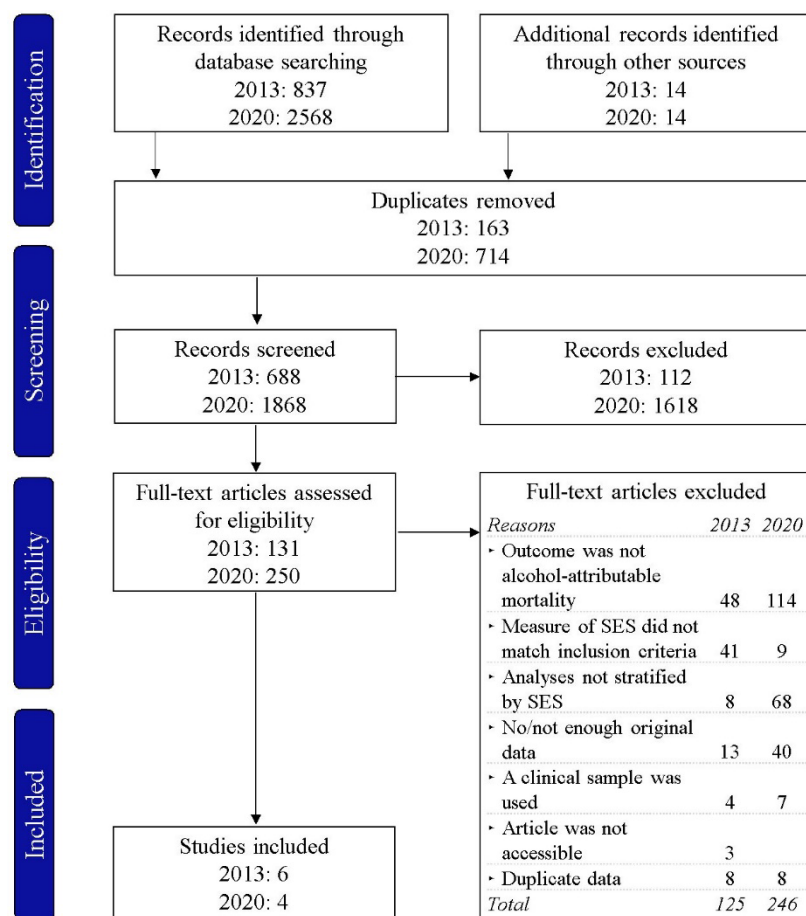 Identification
Records identified through
database searching
2013: 837
2020: 2568
Additional records identified
through other sources
2013: 14
2020: 14
Duplicates removed
2013: 163
2020: 714
Screening
Records screened
2013: 688
2020: 1868
Records excluded
2013: 112
2020: 1618
Eligibility
Full-text articles assessed
for eligibility
2013: 131
2020: 250
Full-text articles excluded
Reasons 2013 2020
‣ Outcome was not
alcohol-attributable
mortality 48 114
‣ Measure of SES did not
match inclusion criteria 41 9
‣ Analyses not stratified
by SES 8 68
‣ No/not enough original
data 13 40
‣ A clinical sample was
used 4 7
‣ Article was not
accessible 3
‣ Duplicate data 8 8
Total 125 246
Included
Studies included
2013: 6
2020: 4